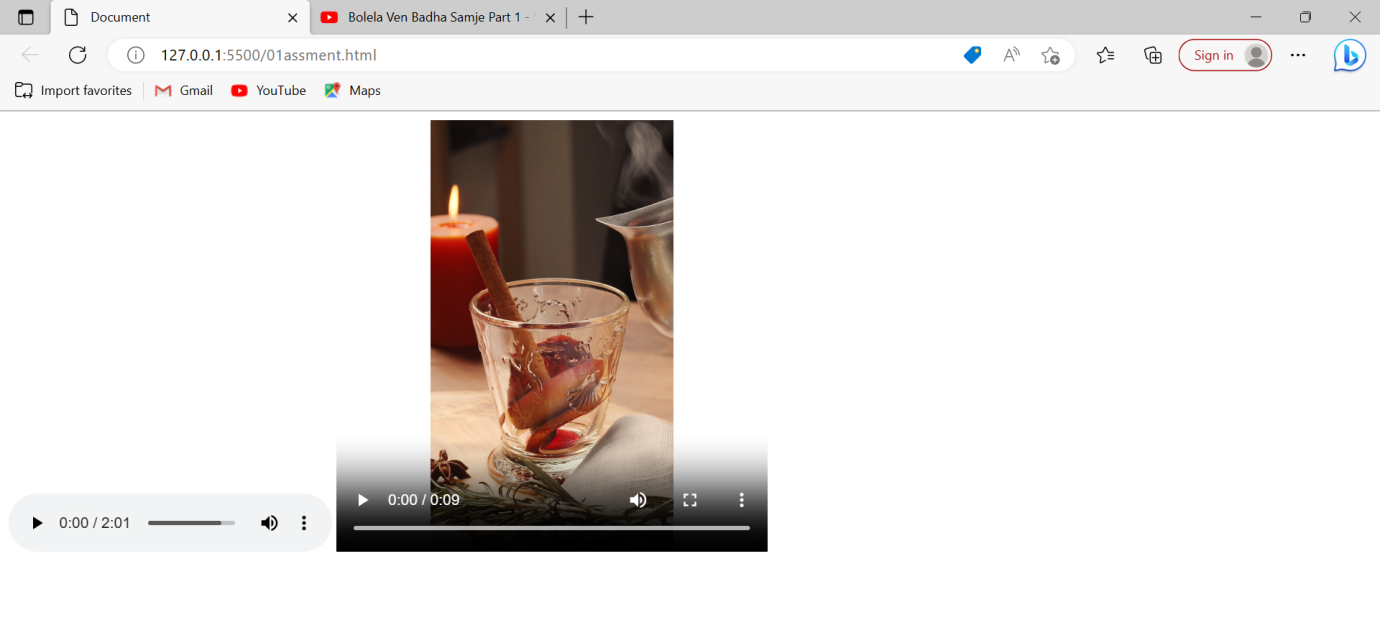 Document
Bolela Ven Badha Samje Part 1 -
127.0.0.1:5500/01assment.html
Sign in
Import favorites
Gmail
YouTube
Maps
0:00 / 0:09
0:00 / 2:01